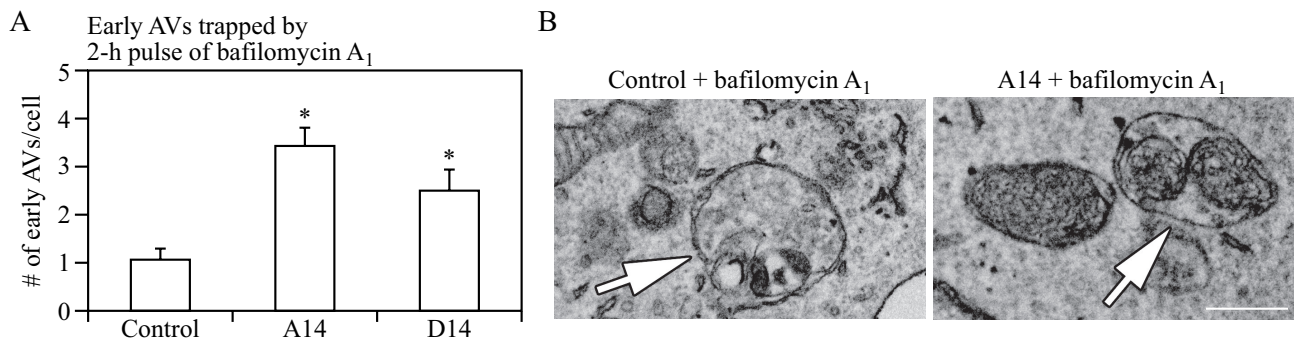 A
Early AVs trapped by
2-h pulse of bafilomycin A1
# of early AVs/cell
5
4
3
2
1
0
*
*
Control
A14
D14
B
Control + bafilomycin A1
A14 + bafilomycin A1